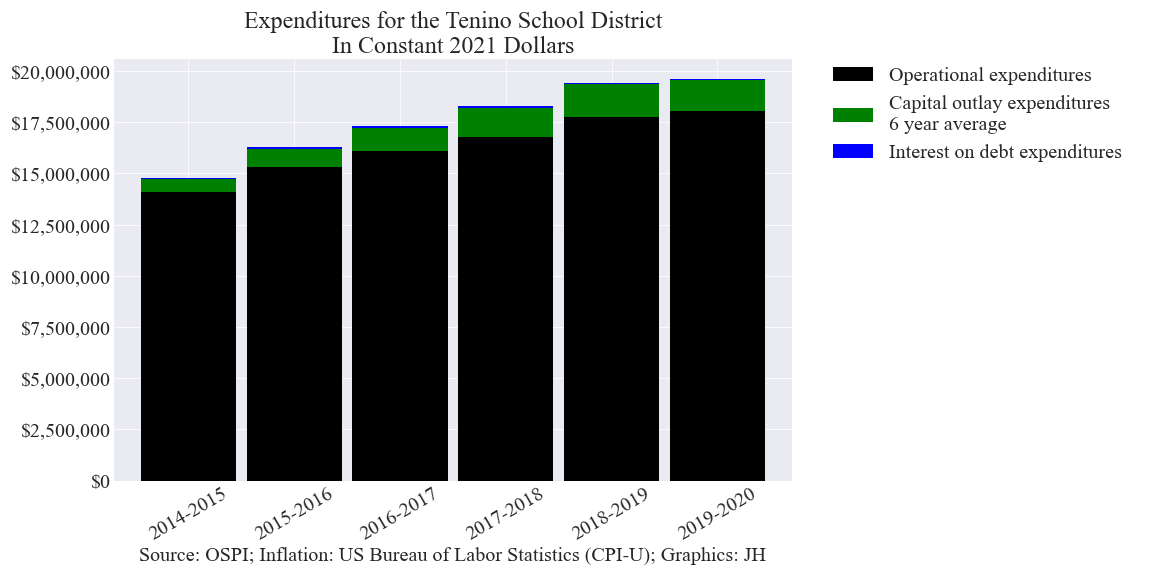 Expenditures for the Tenino School District
In Constant 2021 Dollars
$20,000,000
$17,500,000
$15,000,000
$12,500,000
$10,000,000
$7,500,000
$5,000,000
$2,500,000
$0
2014-2015
2015-2016
2016-2017
2017-2018
2018-2019
2019-2020
Source: OSPI; Inflation: US Bureau of Labor Statistics (CPI-U); Graphics: JH
Operational expenditures
Capital outlay expenditures
6 year average
Interest on debt expenditures